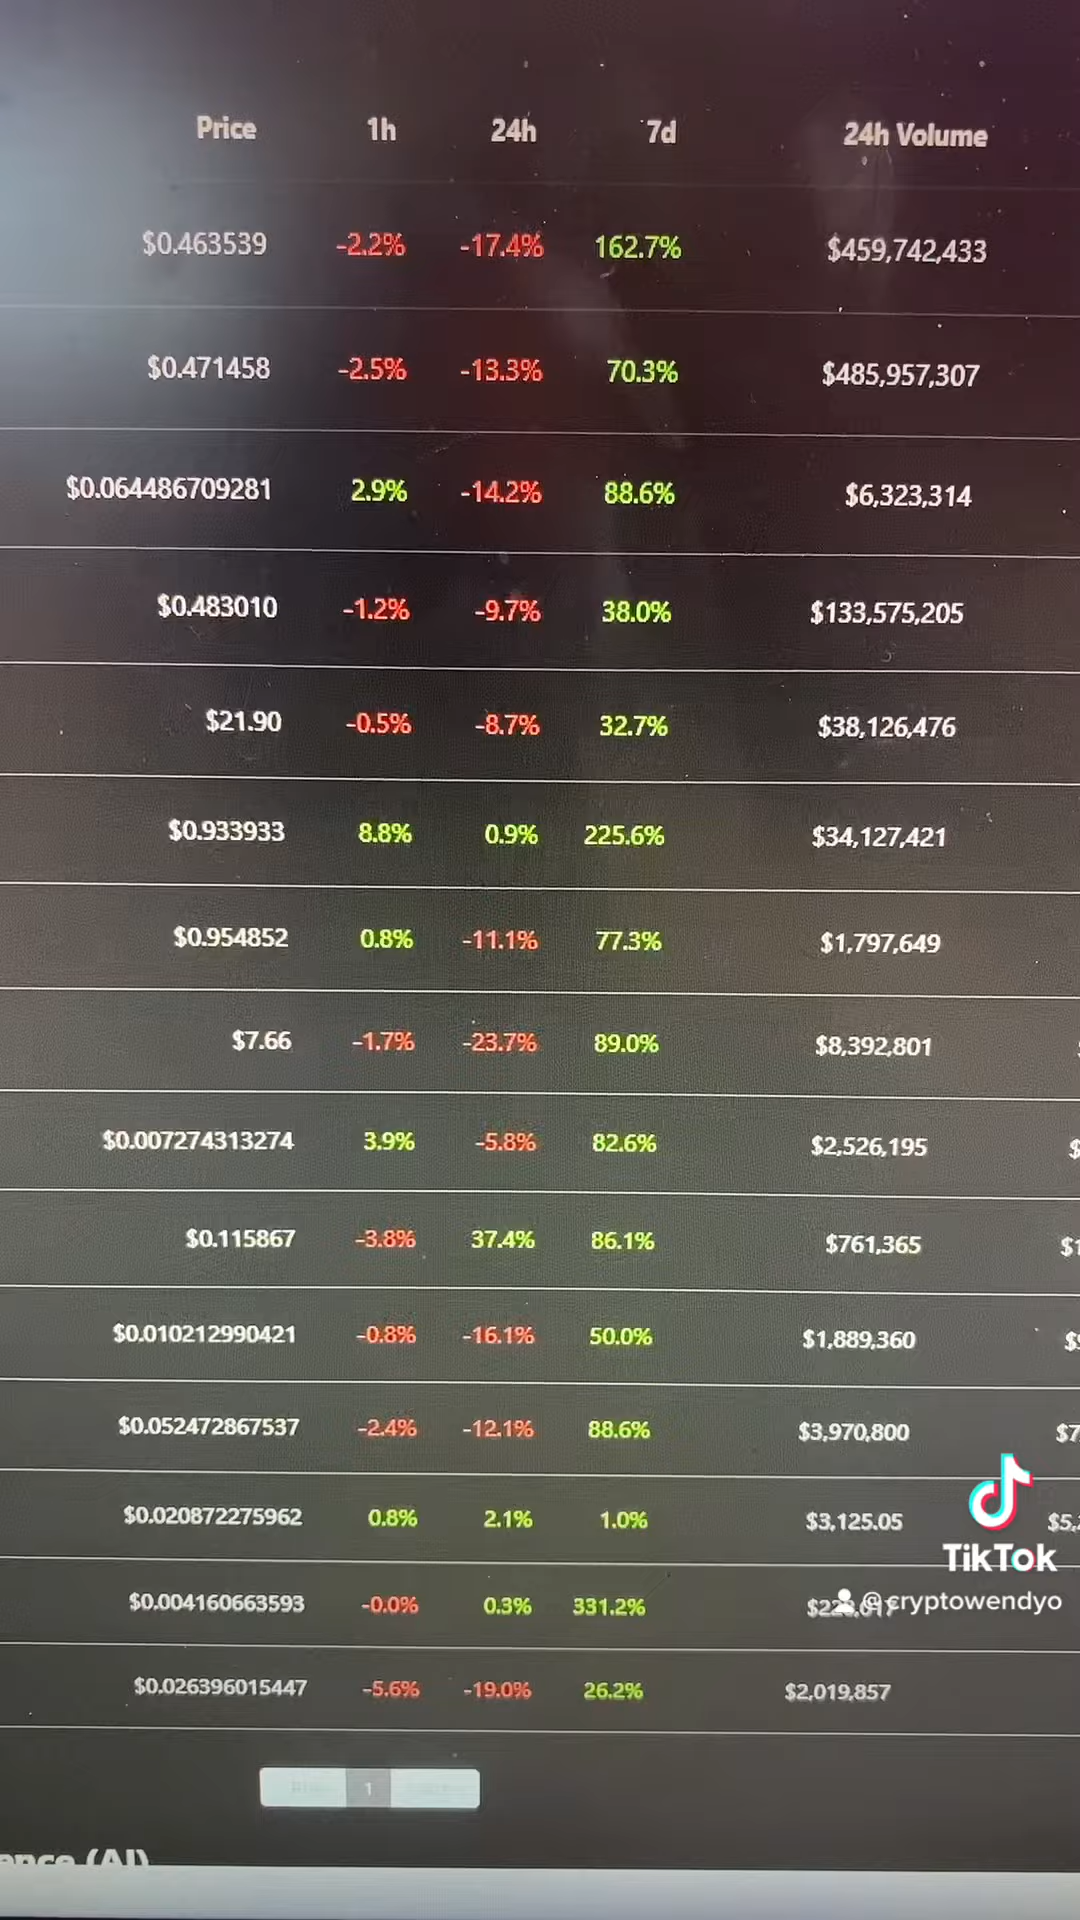 Price 1h 24h 7d 24h Volume
$0.463539 -2.2% -17.4% 162.7% $459,742,433
$0.471458 -2.5% -13.3% 70.3% $485,957,307
$0.064486709281 2.9% -14.2% 88.6% $6,323,314
$0.483010 -1.2% -9.7% 38.0% $133,575,205
$21.90 -0.5% -8.7% 32.7% $38,126,476
$0.933933 8.8% 0.9% 225.6% $34,127,421
$0.954852 0.8% -11.1% 77.3% $1,797,649
$7.66 -1.7% -23.7% 89.0% $8,392,801
$0.007274313274 3.9% -5.8% 82.6% $2,526,195 $
$0.115867 -3.8% 37.4% 86.1% $761,365 $1
$0.010212990421 -0.8% -16.1% 50.0% $1,889,360
$0.052472867537 -2.4% -12.1% 88.6% $3,970,800 $7
$0.020872275962 0.8% 2.1% 1.0% $3,125.05
TikTok
$0.004160663593 -0.0% 0.3% 331.2%
@cryptowendyo
$0.026396015447 -5.6% -19.0% 26.2% $2,019,857
1
(AI)